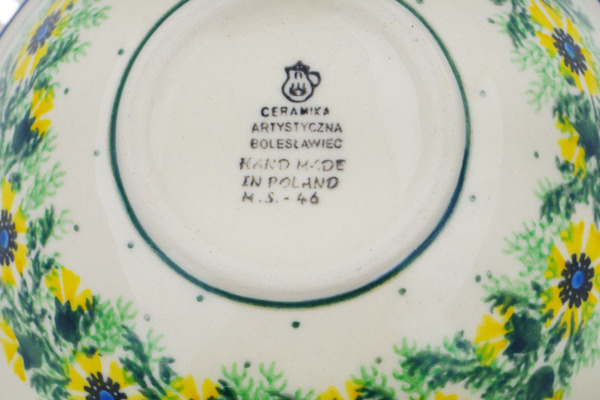 CERAMIKA
ARTYSTYCZNA
BOLESŁAWIEC
HAND MADE
IN POLAND
M.S. - 46